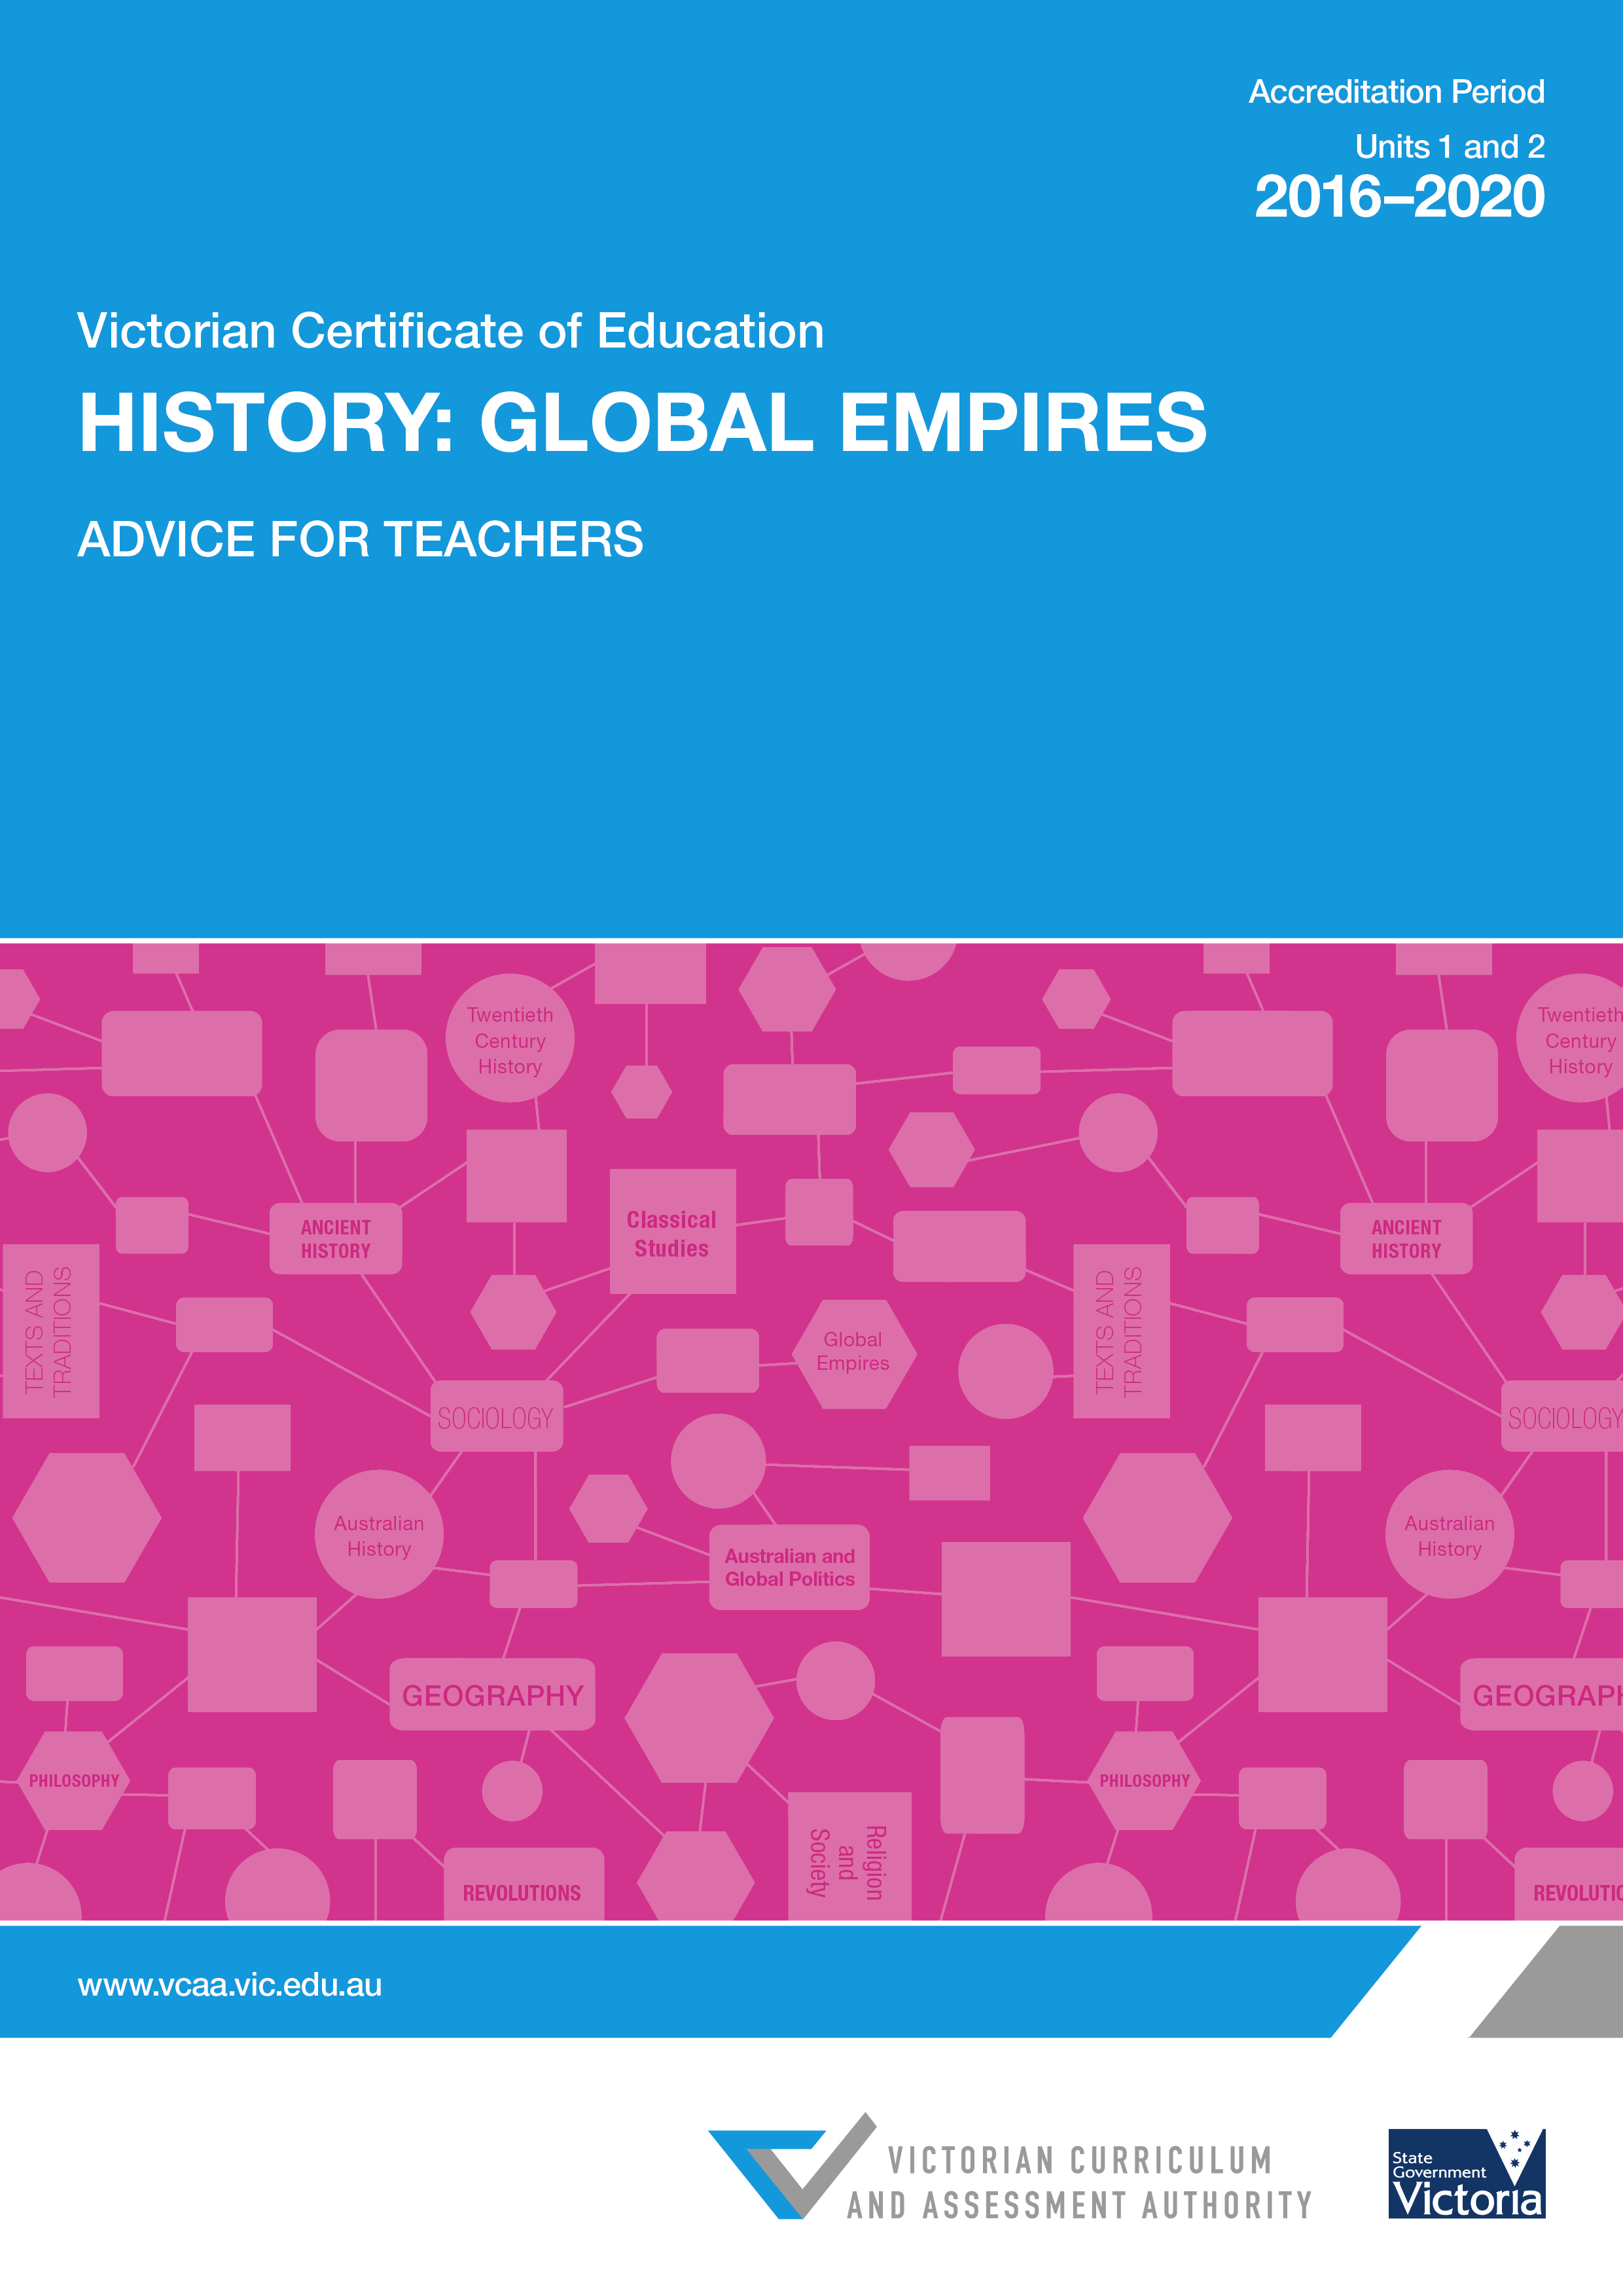 Accreditation Period
Units 1 and 2
2016–2020
Victorian Certificate of Education
HISTORY: GLOBAL EMPIRES
ADVICE FOR TEACHERS
Twentieth
Century
History
Twentieth
Century
History
ANCIENT
HISTORY
Classical
Studies
ANCIENT
HISTORY
TEXTS AND
TRADITIONS
Global
Empires
TEXTS AND
TRADITIONS
SOCIOLOGY
SOCIOLOGY
Australian
History
Australian and
Global Politics
Australian
History
GEOGRAPHY
GEOGRAPH
PHILOSOPHY
PHILOSOPHY
Religion
and
Society
REVOLUTIONS
REVOLUTIO
www.vcaa.vic.edu.au
VICTORIAN CURRICULUM
AND ASSESSMENT AUTHORITY
State
Government
Victoria